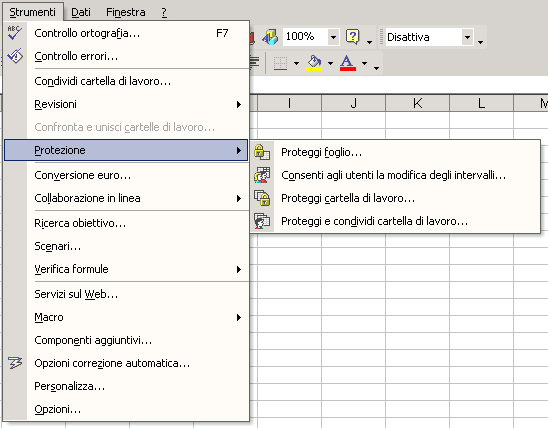 Strumenti Dati Finestra ?
Controllo ortografia... F7
100%
Disattiva
Controllo errori...
Condividi cartella di lavoro...
Revisioni
I J K L M
Confronta e unisci cartelle di lavoro...
Protezione
Proteggi foglio...
Consenti agli utenti la modifica degli intervalli...
Proteggi cartella di lavoro...
Proteggi e condividi cartella di lavoro...
Conversione euro...
Collaborazione in linea
Ricerca obiettivo...
Scenari...
Verifica formule
Servizi sul Web...
Macro
Componenti aggiuntivi...
Opzioni correzione automatica...
Personalizza...
Opzioni...